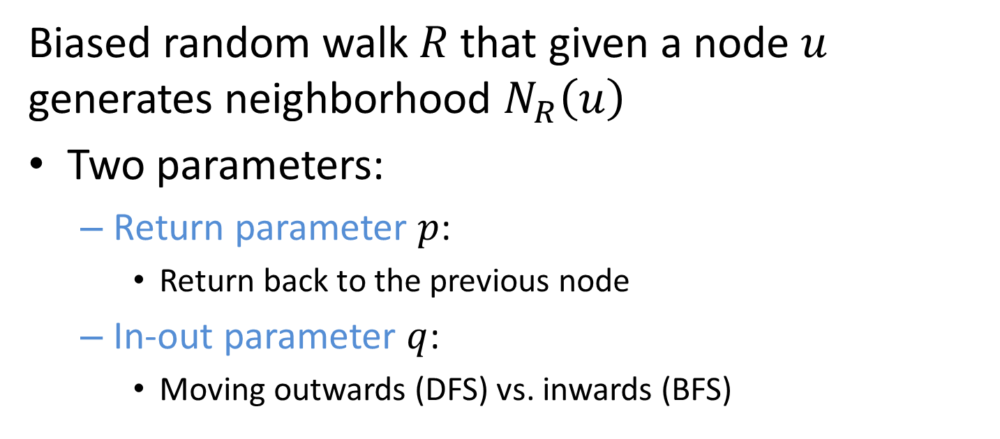 Biased random walk R that given a node u
generates neighborhood N_R(u)
• Two parameters:
– Return parameter p:
• Return back to the previous node
– In-out parameter q:
• Moving outwards (DFS) vs. inwards (BFS)